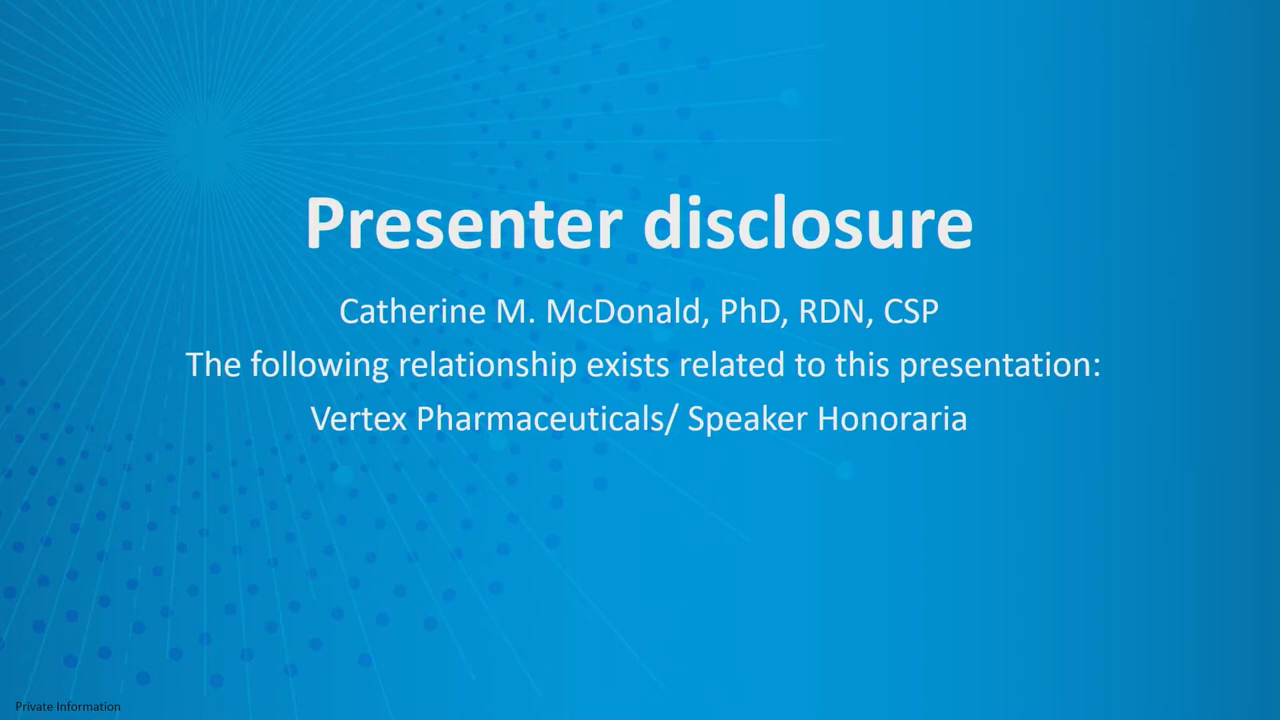 Presenter disclosure
Catherine M. McDonald, PhD, RDN, CSP
The following relationship exists related to this presentation:
Vertex Pharmaceuticals/ Speaker Honoraria
Private Information